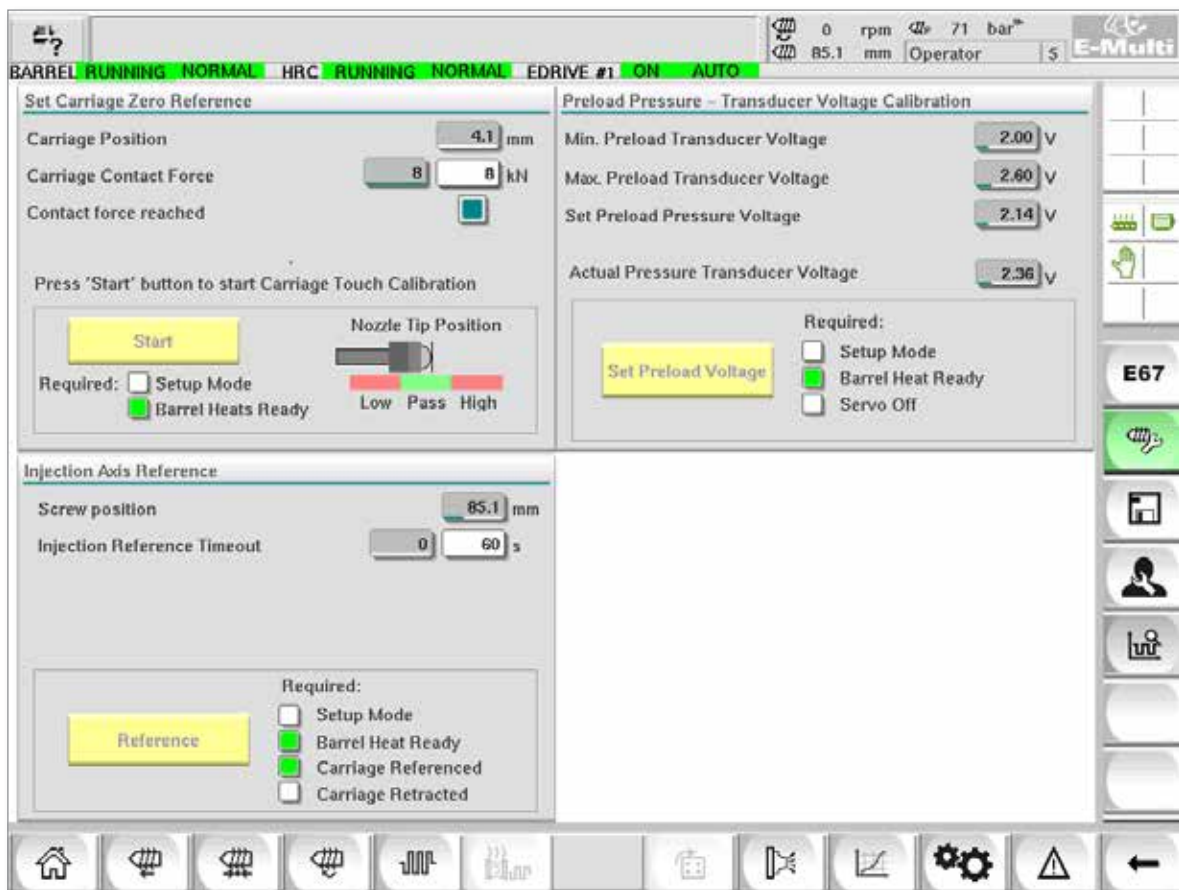 0 rpm 71 bar
85.1 mm Operator 5
E-Multi
BARREL RUNNING NORMAL HRC RUNNING NORMAL EDRIVE #1 ON AUTO
Set Carriage Zero Reference
Carriage Position 4.1 mm
Carriage Contact Force 8 8 kN
Contact force reached
Press 'Start' button to start Carriage Touch Calibration
Start
Required: Setup Mode
Barrel Heats Ready
Nozzle Tip Position
Low Pass High
Preload Pressure - Transducer Voltage Calibration
Min. Preload Transducer Voltage 2.00 V
Max. Preload Transducer Voltage 2.60 V
Set Preload Pressure Voltage 2.14 V
Actual Pressure Transducer Voltage 2.36 V
Set Preload Voltage
Required:
Setup Mode
Barrel Heat Ready
Servo Off
Injection Axis Reference
Screw position 85.1 mm
Injection Reference Timeout 0 60 s
Reference
Required:
Setup Mode
Barrel Heat Ready
Carriage Referenced
Carriage Retracted
E67